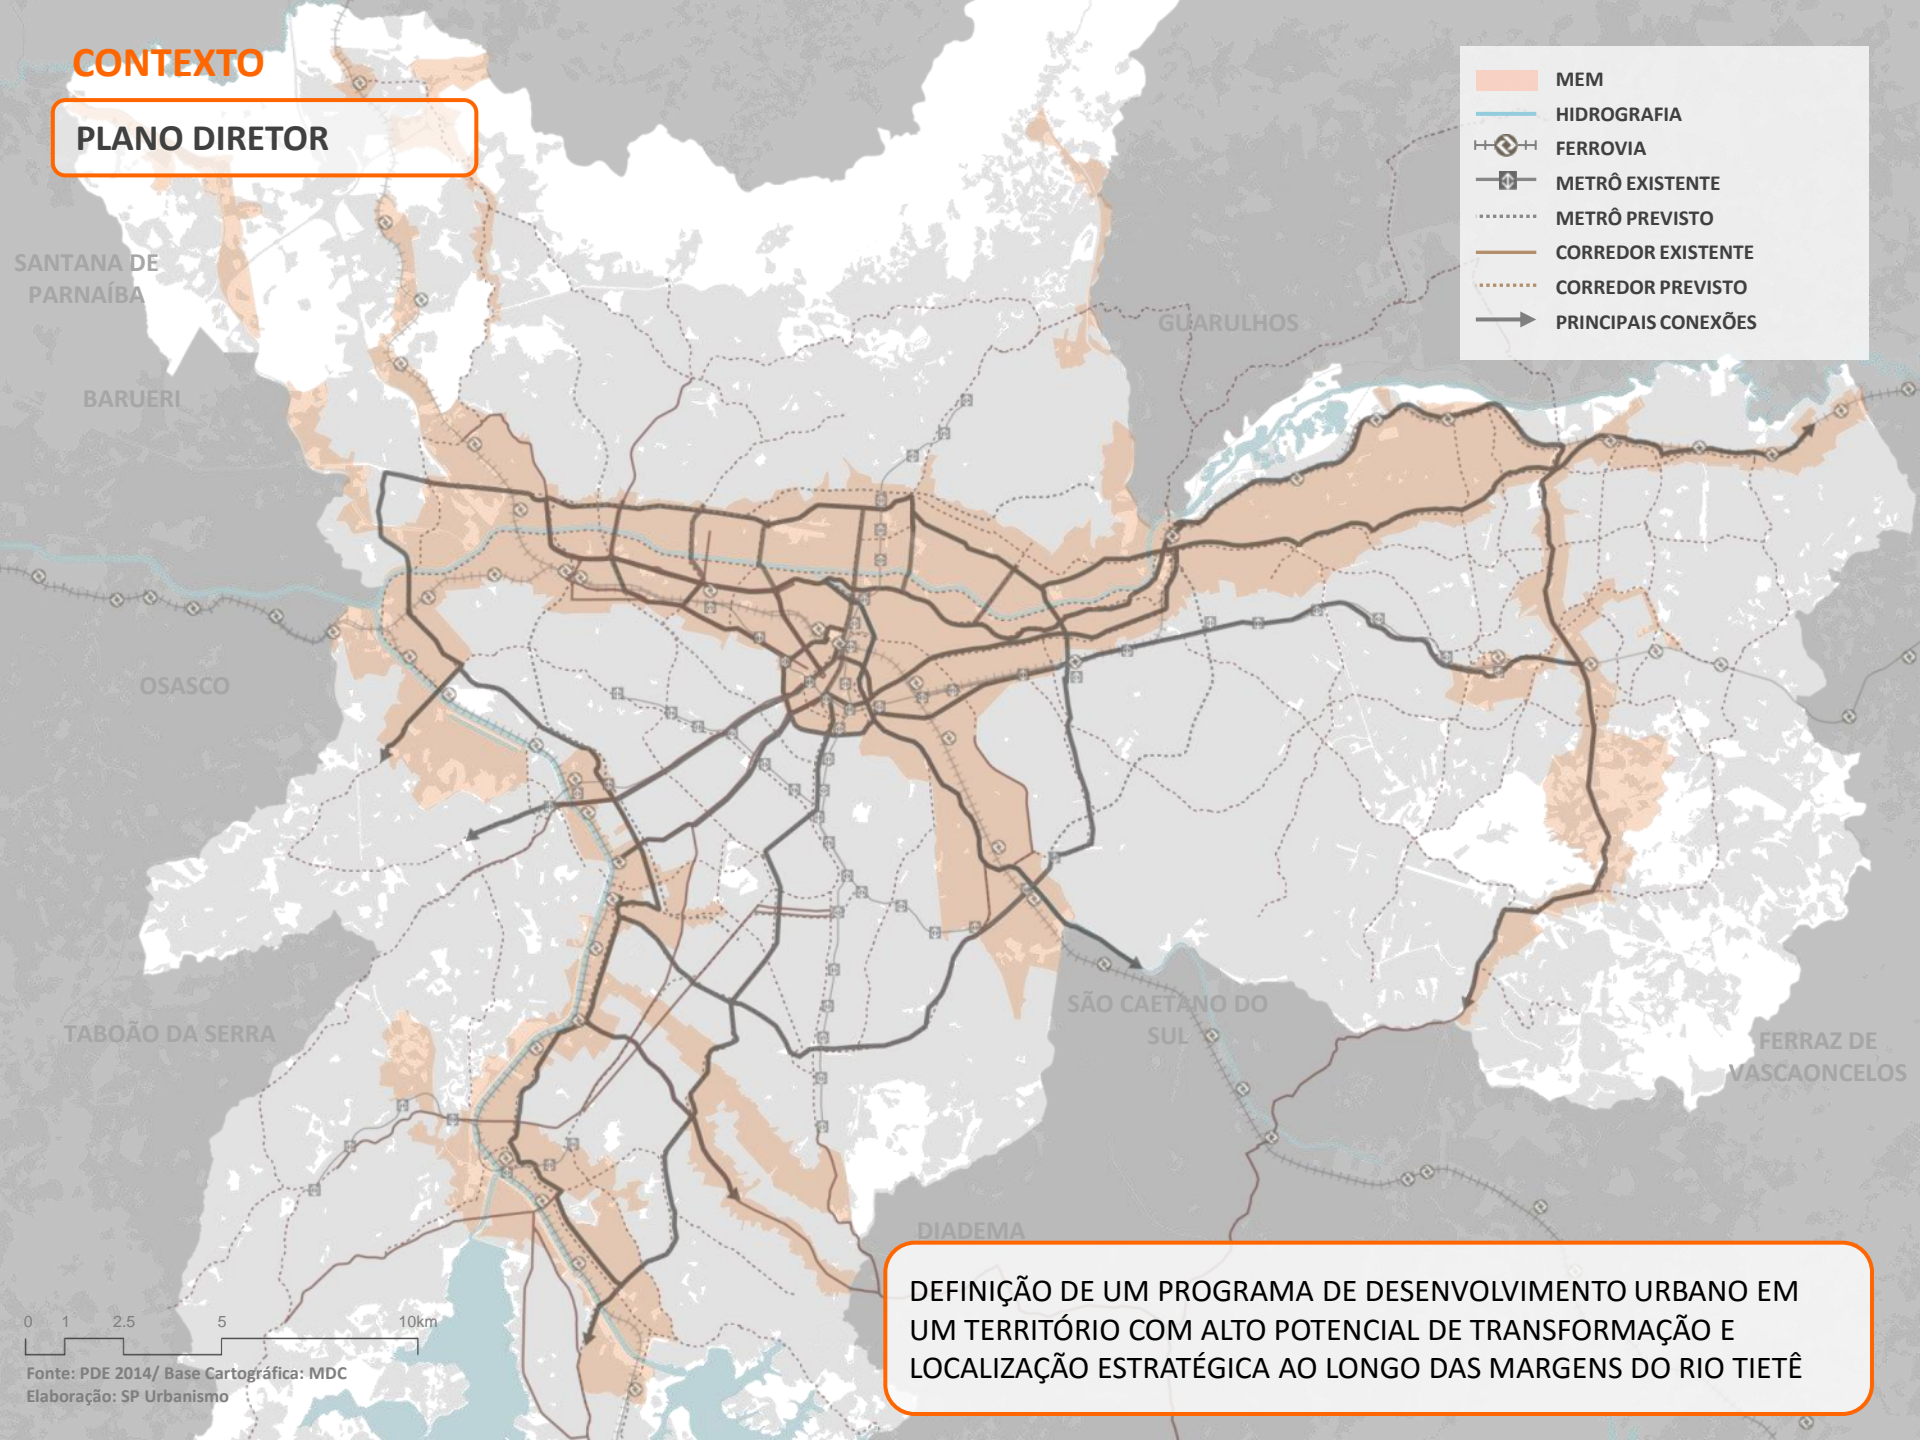 CONTEXTO
PLANO DIRETOR
MEM
HIDROGRAFIA
FERROVIA
METRÔ EXISTENTE
METRÔ PREVISTO
CORREDOR EXISTENTE
CORREDOR PREVISTO
PRINCIPAIS CONEXÕES
SANTANA DE
PARNAÍBA
GUARULHOS
BARUERI
OSASCO
TABOÃO DA SERRA
SÃO CAETANO DO
SUL
FERRAZ DE
VASCAONCELOS
DIADEMA
DEFINIÇÃO DE UM PROGRAMA DE DESENVOLVIMENTO URBANO EM
UM TERRITÓRIO COM ALTO POTENCIAL DE TRANSFORMAÇÃO E
LOCALIZAÇÃO ESTRATÉGICA AO LONGO DAS MARGENS DO RIO TIETÊ
0 1 2.5 5 10km
Fonte: PDE 2014/ Base Cartográfica: MDC
Elaboração: SP Urbanismo